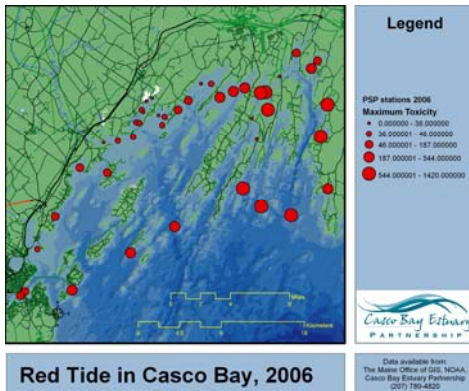 Legend
PSP stations 2006
Maximum Toxicity
0.000000 - 36.000000
36.000001 - 46.000000
46.000001 - 187.000000
187.000001 - 544.000000
544.000001 - 1420.000000
Miles
Kilometers
Casco Bay Estuary
PARTNERSHIP
Red Tide in Casco Bay, 2006
Data available from:
The Maine Office of GIS, NOAA,
Casco Bay Estuary Partnership.
(207) 780-4820